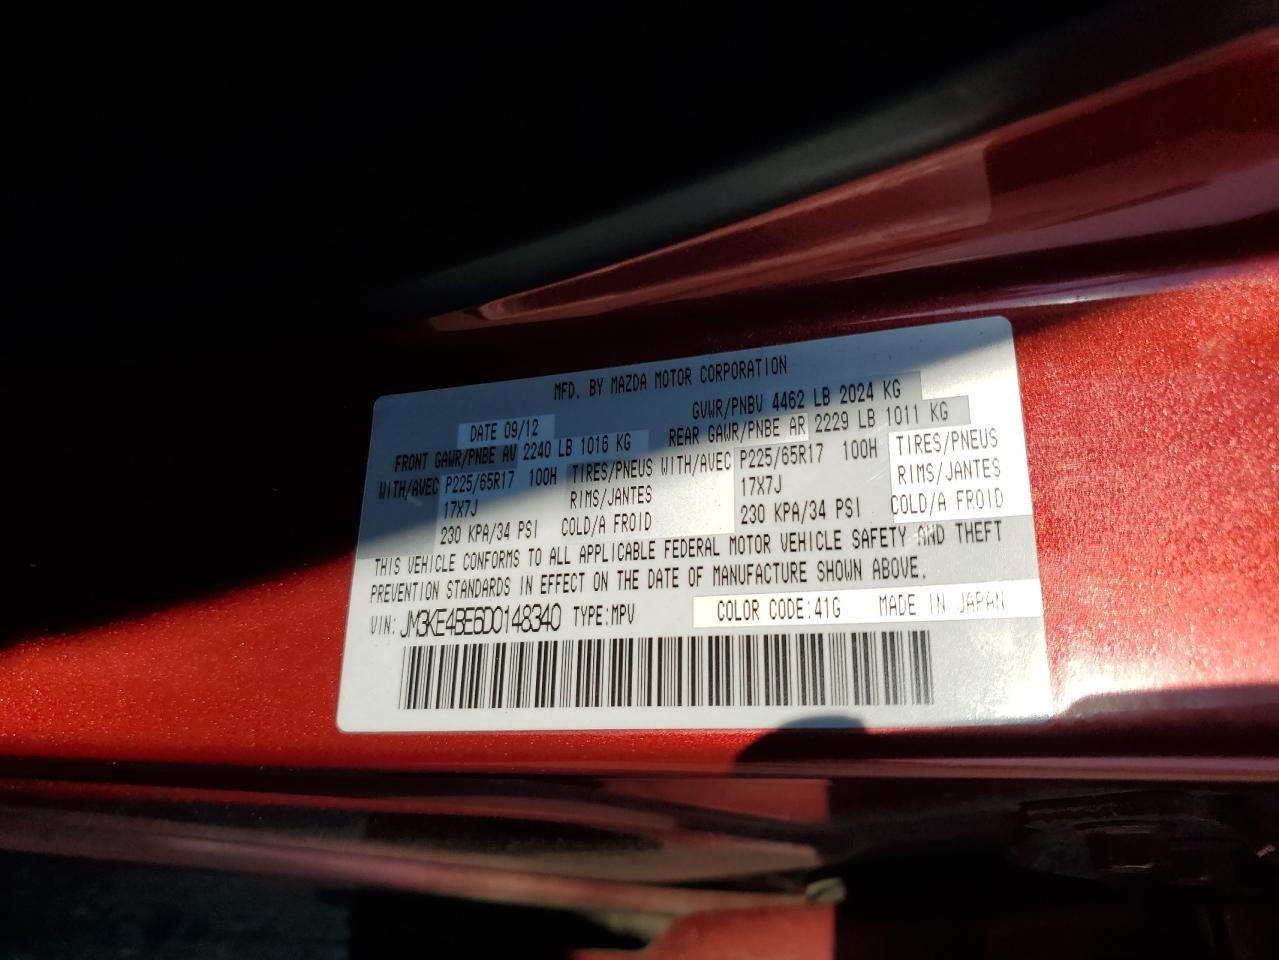 MFD. BY MAZDA MOTOR CORPORATION
DATE 09/12 GVWR/PNBV 4462 LB 2024 KG
FRONT GAWR/PNBE AV 2240 LB 1016 KG REAR GAWR/PNBE AR 2229 LB 1011 KG
WITH/AVEC P225/65R17 100H TIRES/PNEUS WITH/AVEC P225/65R17 100H TIRES/PNEUS
17X7J RIMS/JANTES 17X7J RIMS/JANTES
230 KPA/34 PSI COLD/A FROID 230 KPA/34 PSI COLD/A FROID
THIS VEHICLE CONFORMS TO ALL APPLICABLE FEDERAL MOTOR VEHICLE SAFETY AND THEFT
PREVENTION STANDARDS IN EFFECT ON THE DATE OF MANUFACTURE SHOWN ABOVE.
VIN: JM3KE4BE6D0148340 TYPE:MPV COLOR CODE:41G MADE IN JAPAN